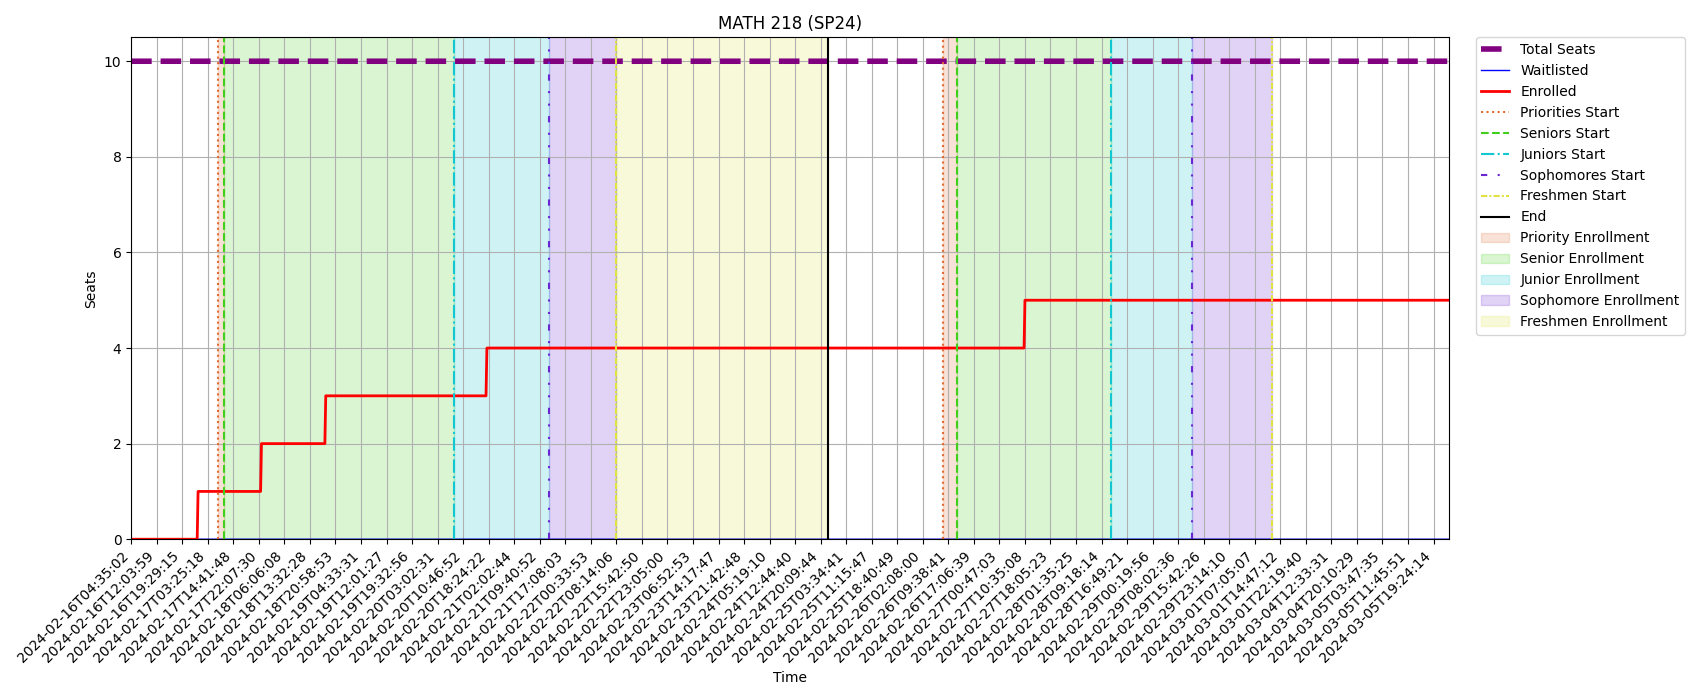 MATH 218 (SP24)
Seats
10
8
6
4
2
0
2024-02-16T04:35:02
2024-02-16T12:03:59
2024-02-16T19:29:15
2024-02-17T03:25:18
2024-02-17T14:41:48
2024-02-17T22:07:30
2024-02-18T06:06:08
2024-02-18T13:32:28
2024-02-18T20:58:53
2024-02-19T04:33:31
2024-02-19T12:01:27
2024-02-19T19:32:56
2024-02-20T03:02:31
2024-02-20T10:46:52
2024-02-20T18:24:22
2024-02-21T02:02:44
2024-02-21T09:40:52
2024-02-21T17:08:03
2024-02-22T00:33:53
2024-02-22T08:14:06
2024-02-22T15:42:50
2024-02-22T23:05:00
2024-02-23T06:52:53
2024-02-23T14:17:47
2024-02-23T21:42:48
2024-02-24T05:19:10
2024-02-24T12:44:40
2024-02-24T20:09:44
2024-02-25T03:34:41
2024-02-25T11:15:47
2024-02-25T18:40:49
2024-02-26T02:08:00
2024-02-26T09:38:41
2024-02-26T17:06:39
2024-02-27T00:47:03
2024-02-27T10:35:08
2024-02-27T18:05:23
2024-02-28T01:35:25
2024-02-28T09:18:14
2024-02-28T16:49:21
2024-02-29T00:19:56
2024-02-29T08:02:36
2024-02-29T15:42:26
2024-02-29T23:14:10
2024-03-01T07:05:07
2024-03-01T14:47:12
2024-03-01T22:19:40
2024-03-04T12:33:31
2024-03-04T20:10:29
2024-03-05T03:47:35
2024-03-05T11:45:51
2024-03-05T19:24:14
Time
Total Seats
Waitlisted
Enrolled
Priorities Start
Seniors Start
Juniors Start
Sophomores Start
Freshmen Start
End
Priority Enrollment
Senior Enrollment
Junior Enrollment
Sophomore Enrollment
Freshmen Enrollment